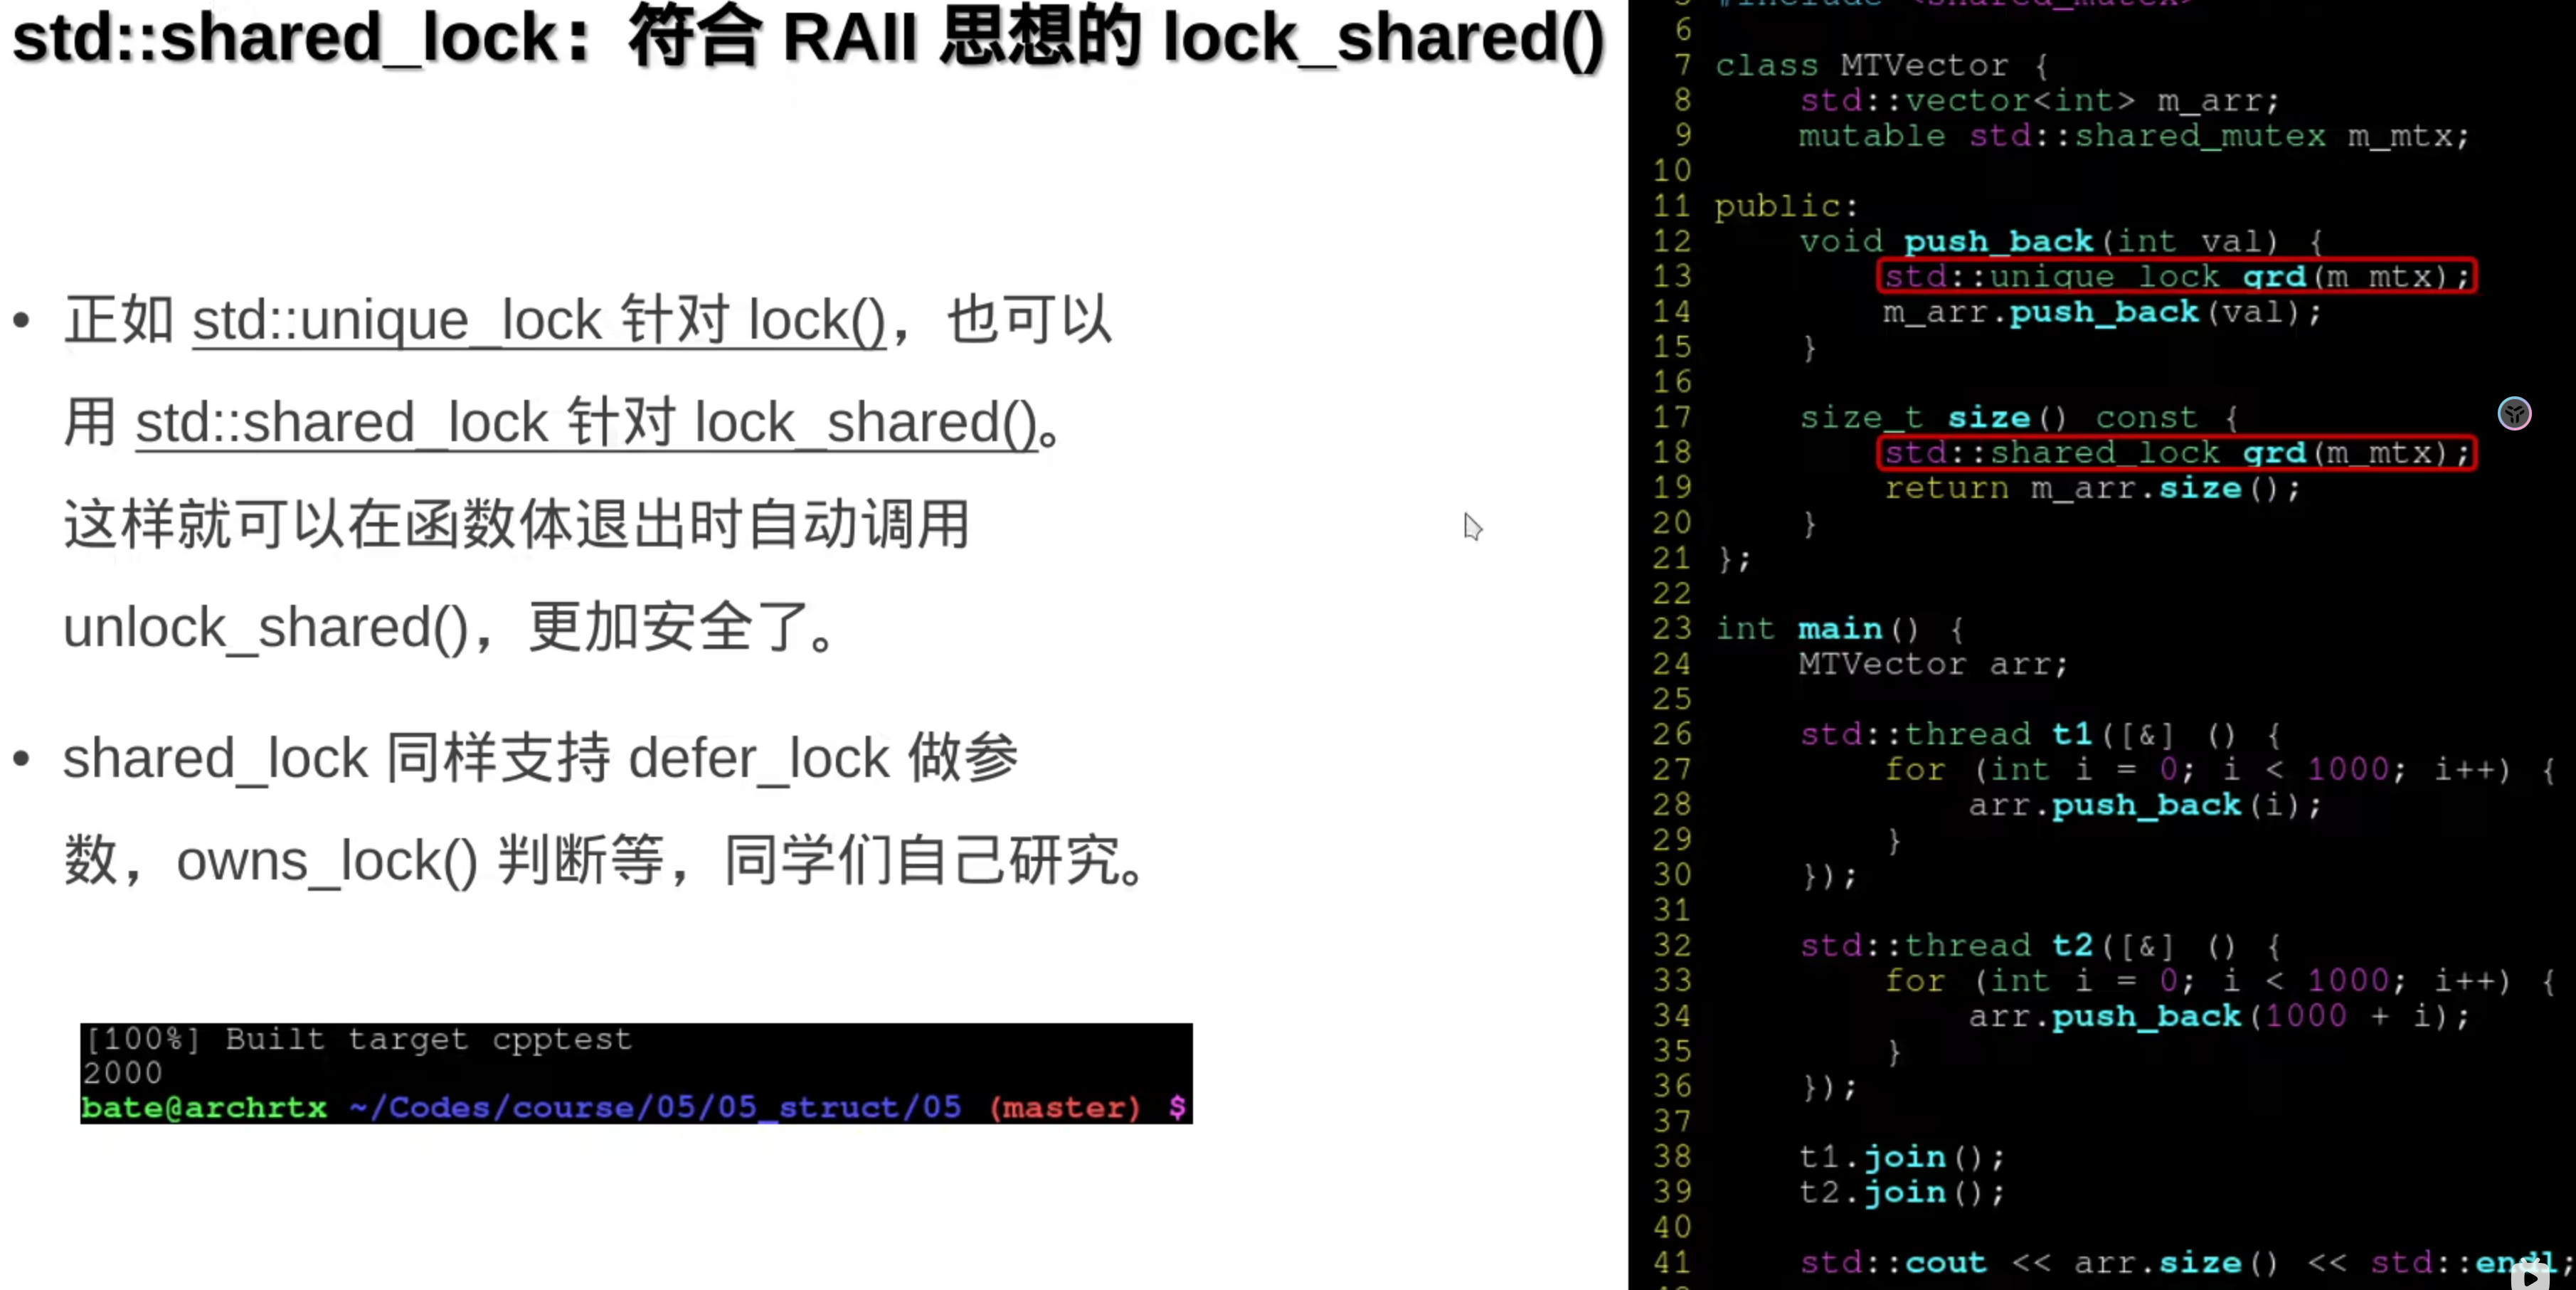 std::shared_lock：符合 RAII 思想的 lock_shared()
• 正如 std::unique_lock 针对 lock()，也可以
用 std::shared_lock 针对 lock_shared()。
这样就可以在函数体退出时自动调用
unlock_shared()，更加安全了。
• shared_lock 同样支持 defer_lock 做参
数，owns_lock() 判断等，同学们自己研究。
[100%] Built target cpptest
2000
bate@archrtx ~/Codes/course/05/05_struct/05 (master) $
5 #include <shared_mutex>
6
7 class MTVector {
8     std::vector<int> m_arr;
9     mutable std::shared_mutex m_mtx;
10
11 public:
12     void push_back(int val) {
13         std::unique_lock grd(m_mtx);
14         m_arr.push_back(val);
15     }
16
17     size_t size() const {
18         std::shared_lock grd(m_mtx);
19         return m_arr.size();
20     }
21 };
22
23 int main() {
24     MTVector arr;
25
26     std::thread t1([&] () {
27         for (int i = 0; i < 1000; i++) {
28             arr.push_back(i);
29         }
30     });
31
32     std::thread t2([&] () {
33         for (int i = 0; i < 1000; i++) {
34             arr.push_back(1000 + i);
35         }
36     });
37
38     t1.join();
39     t2.join();
40
41     std::cout << arr.size() << std::endl;